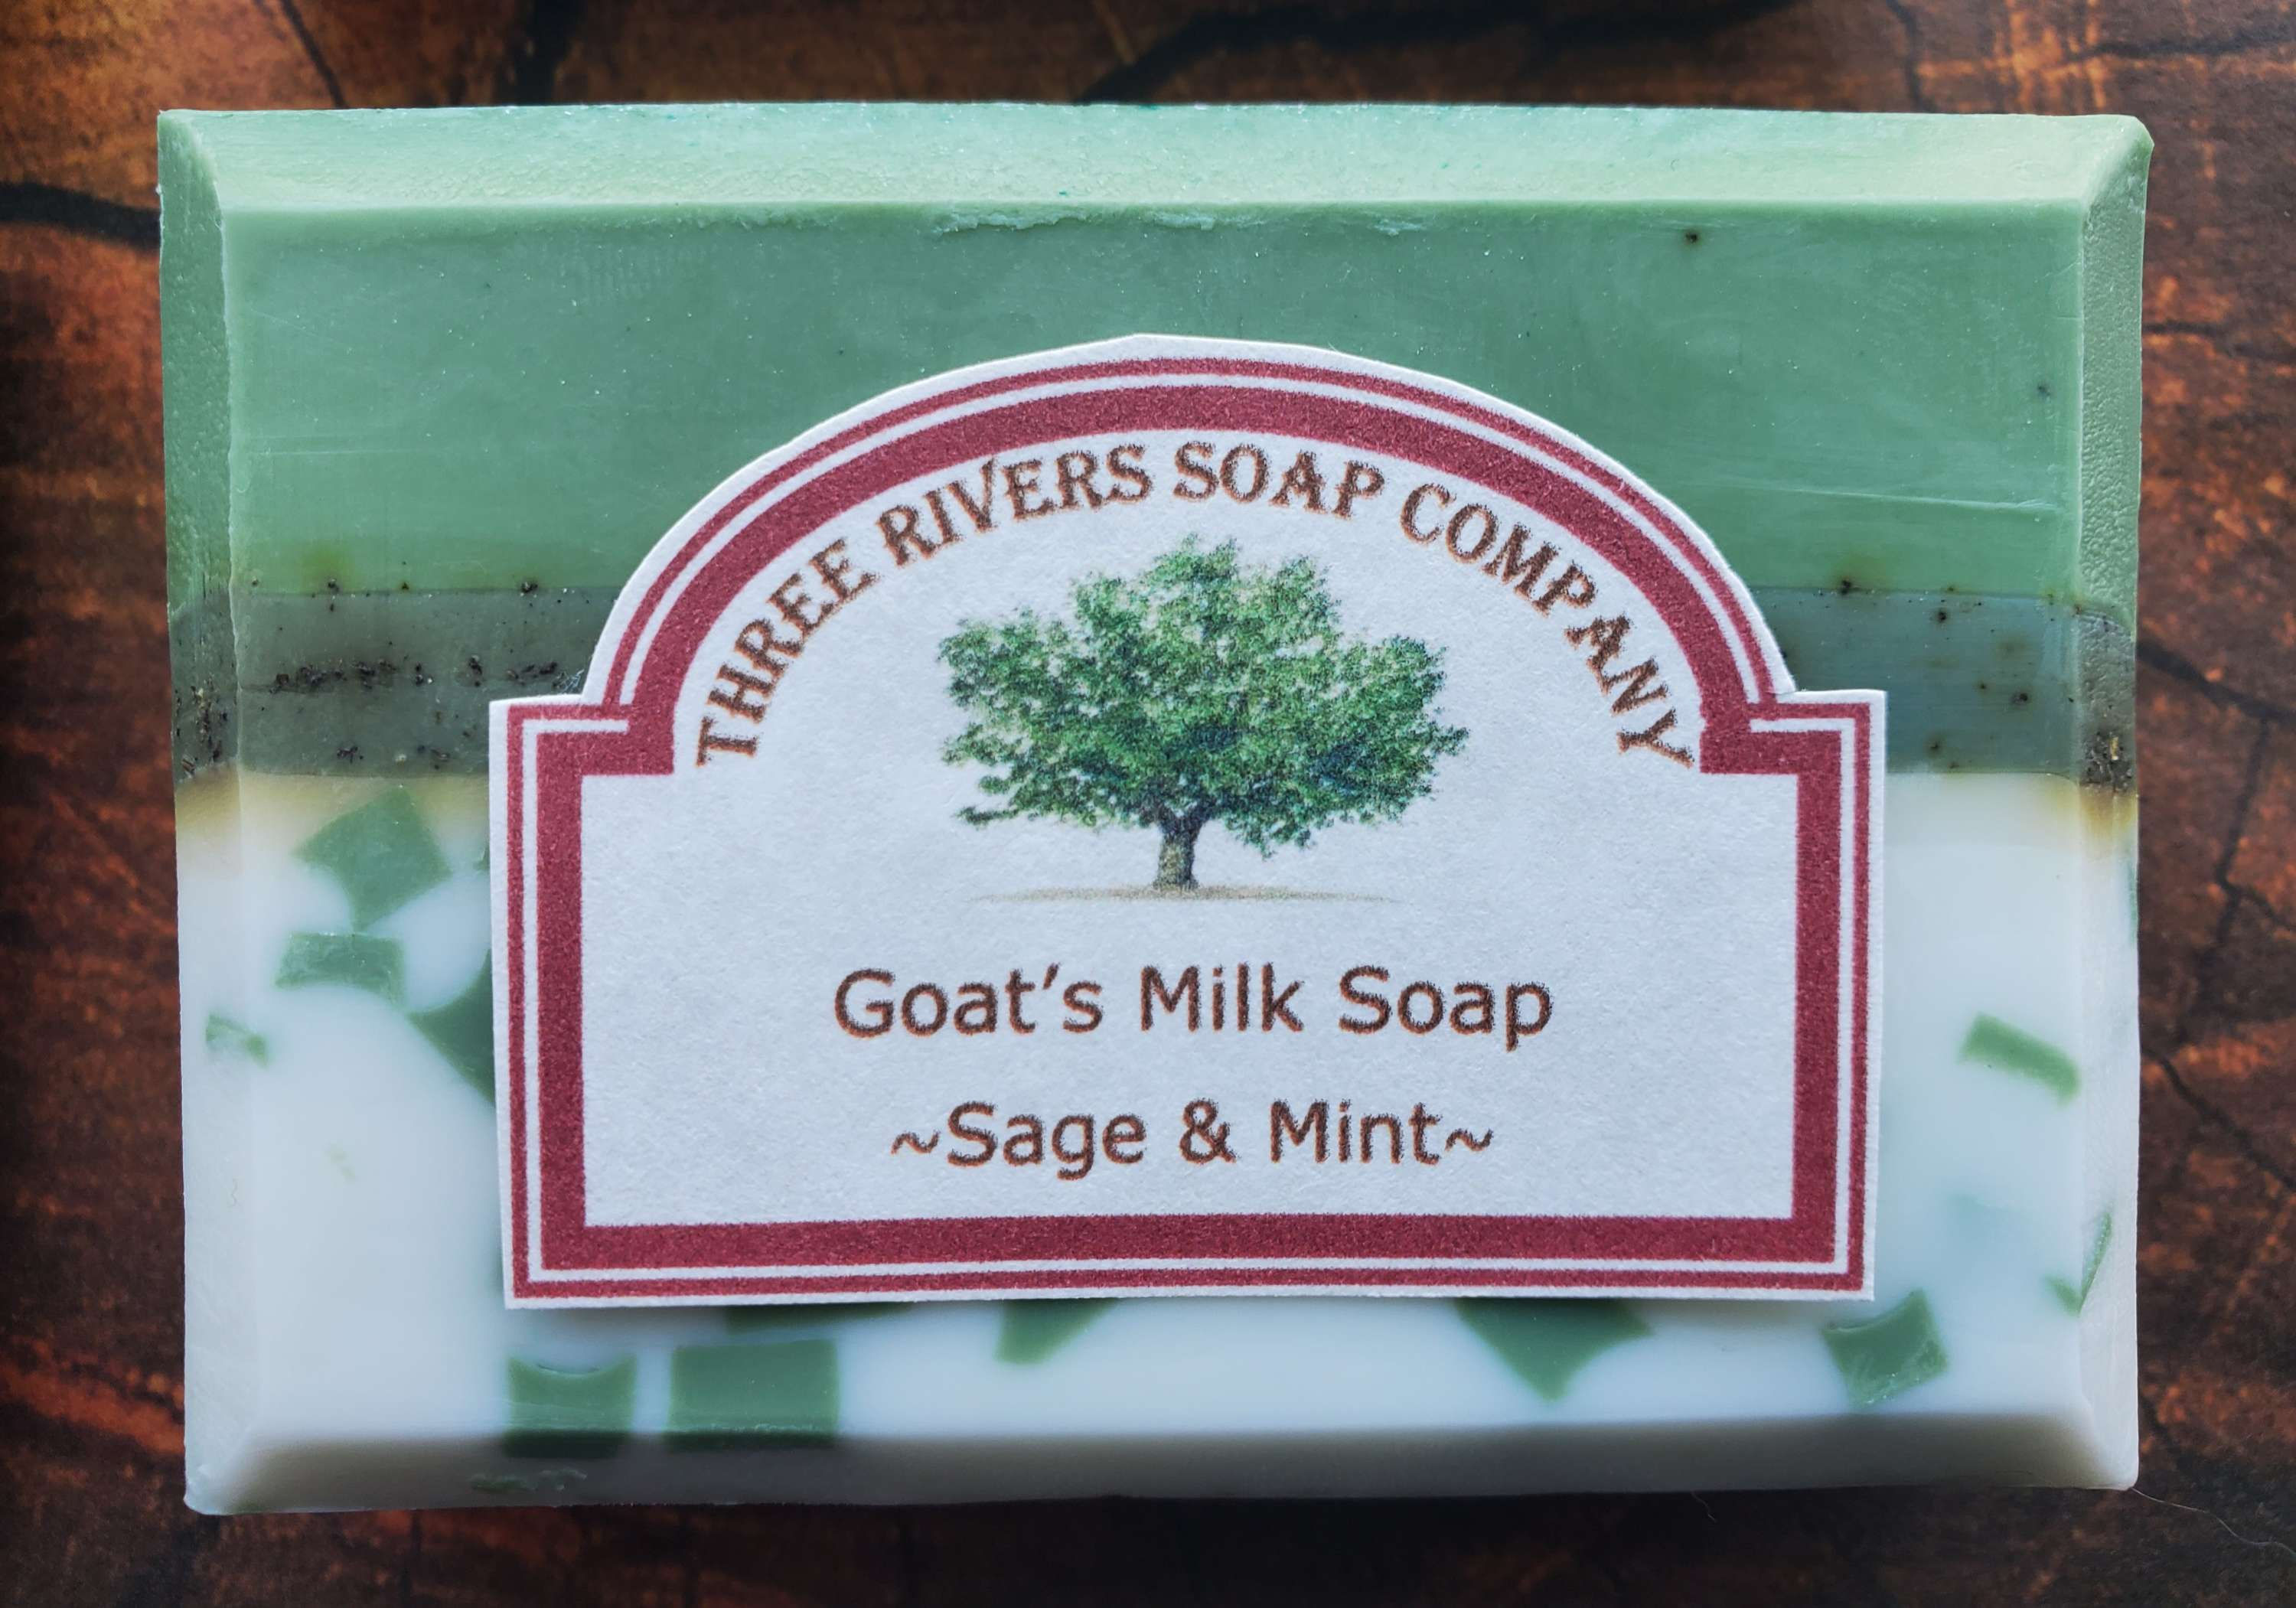 THREE RIVERS SOAP COMPANY
Goat's Milk Soap
~Sage & Mint~